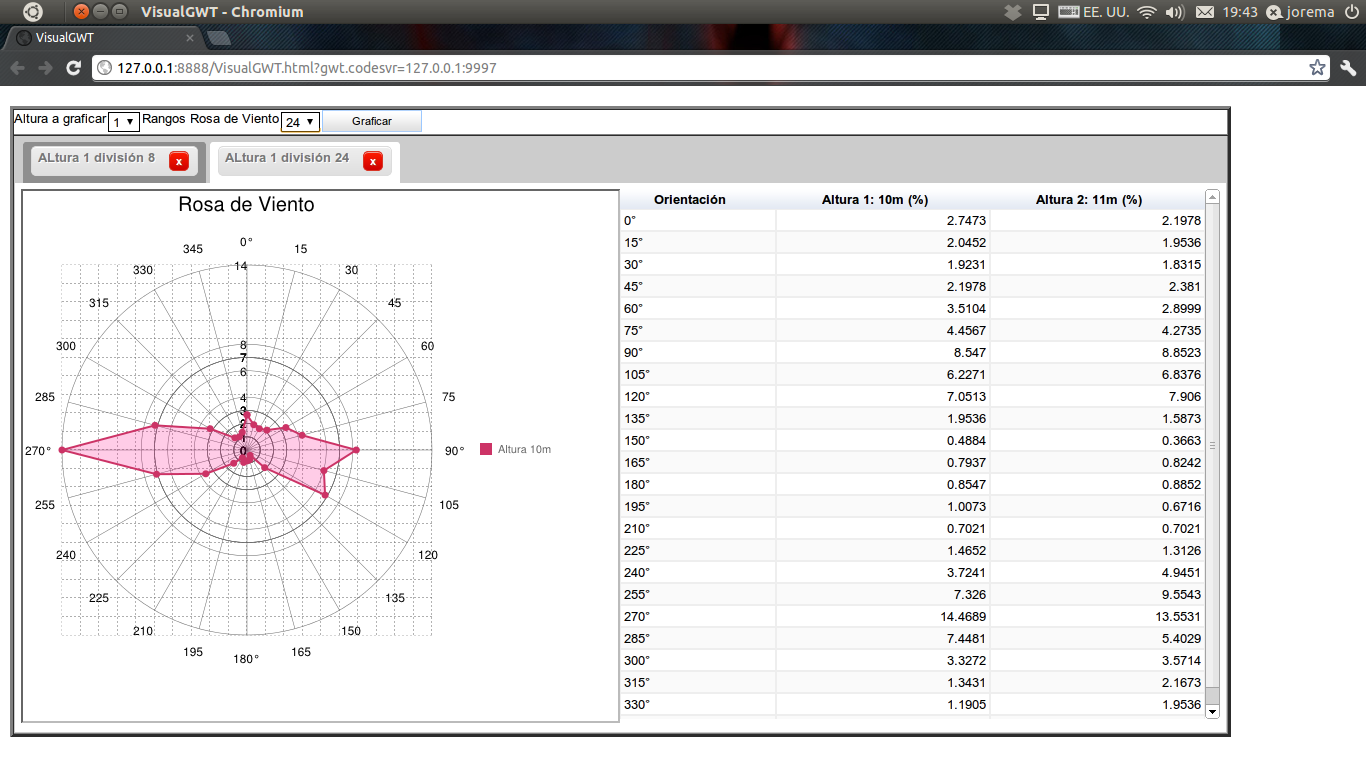 VisualGWT - Chromium
EE. UU. 19:43 jorema
VisualGWT ×
127.0.0.1:8888/VisualGWT.html?gwt.codesvr=127.0.0.1:9997
Altura a graficar 1 Rangos Rosa de Viento 24 Graficar
ALtura 1 división 8 x ALtura 1 división 24 x
Rosa de Viento
0°
345 15
330 14 30
315 45
300 60
285 75
270° 90°
255 105
240 120
225 135
210 150
195 165
180°
8
7
6
4
3
2
1
0
Altura 10m
Orientación Altura 1: 10m (%) Altura 2: 11m (%)
0° 2.7473 2.1978
15° 2.0452 1.9536
30° 1.9231 1.8315
45° 2.1978 2.381
60° 3.5104 2.8999
75° 4.4567 4.2735
90° 8.547 8.8523
105° 6.2271 6.8376
120° 7.0513 7.906
135° 1.9536 1.5873
150° 0.4884 0.3663
165° 0.7937 0.8242
180° 0.8547 0.8852
195° 1.0073 0.6716
210° 0.7021 0.7021
225° 1.4652 1.3126
240° 3.7241 4.9451
255° 7.326 9.5543
270° 14.4689 13.5531
285° 7.4481 5.4029
300° 3.3272 3.5714
315° 1.3431 2.1673
330° 1.1905 1.9536